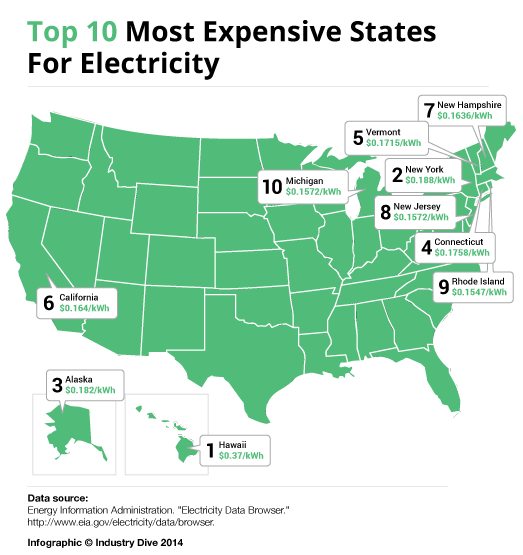 Top 10 Most Expensive States
For Electricity
7 New Hampshire
$0.1636/kWh
5 Vermont
$0.1715/kWh
2 New York
$0.188/kWh
10 Michigan
$0.1572/kWh
8 New Jersey
$0.1572/kWh
4 Connecticut
$0.1758/kWh
9 Rhode Island
$0.1547/kWh
6 California
$0.164/kWh
3 Alaska
$0.182/kWh
1 Hawaii
$0.37/kWh
Data source:
Energy Information Administration. "Electricity Data Browser."
http://www.eia.gov/electricity/data/browser.
Infographic © Industry Dive 2014